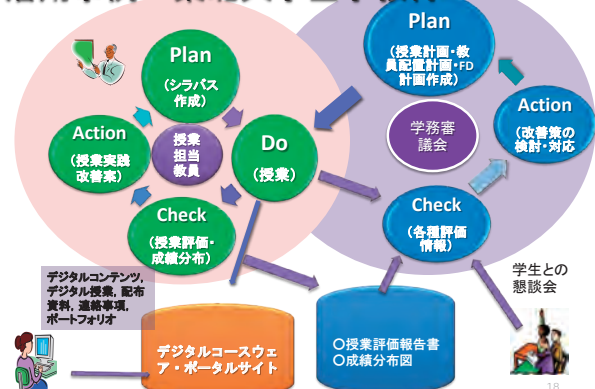 Plan
(シラバス
作成)
Action
(授業実践
改善案)
授業
担当
教員
Do
(授業)
Check
(授業評価・
成績分布)
Plan
(授業計画・教
員配置計画・FD
計画作成)
学務審
議会
Action
(改善策の
検討・対応)
Check
(各種評価
情報)
デジタルコンテンツ,
デジタル授業, 配布
資料, 連絡事項,
ポートフォリオ
デジタルコースウェ
ア・ポータルサイト
〇授業評価報告書
〇成績分布図
学生との
懇談会
18